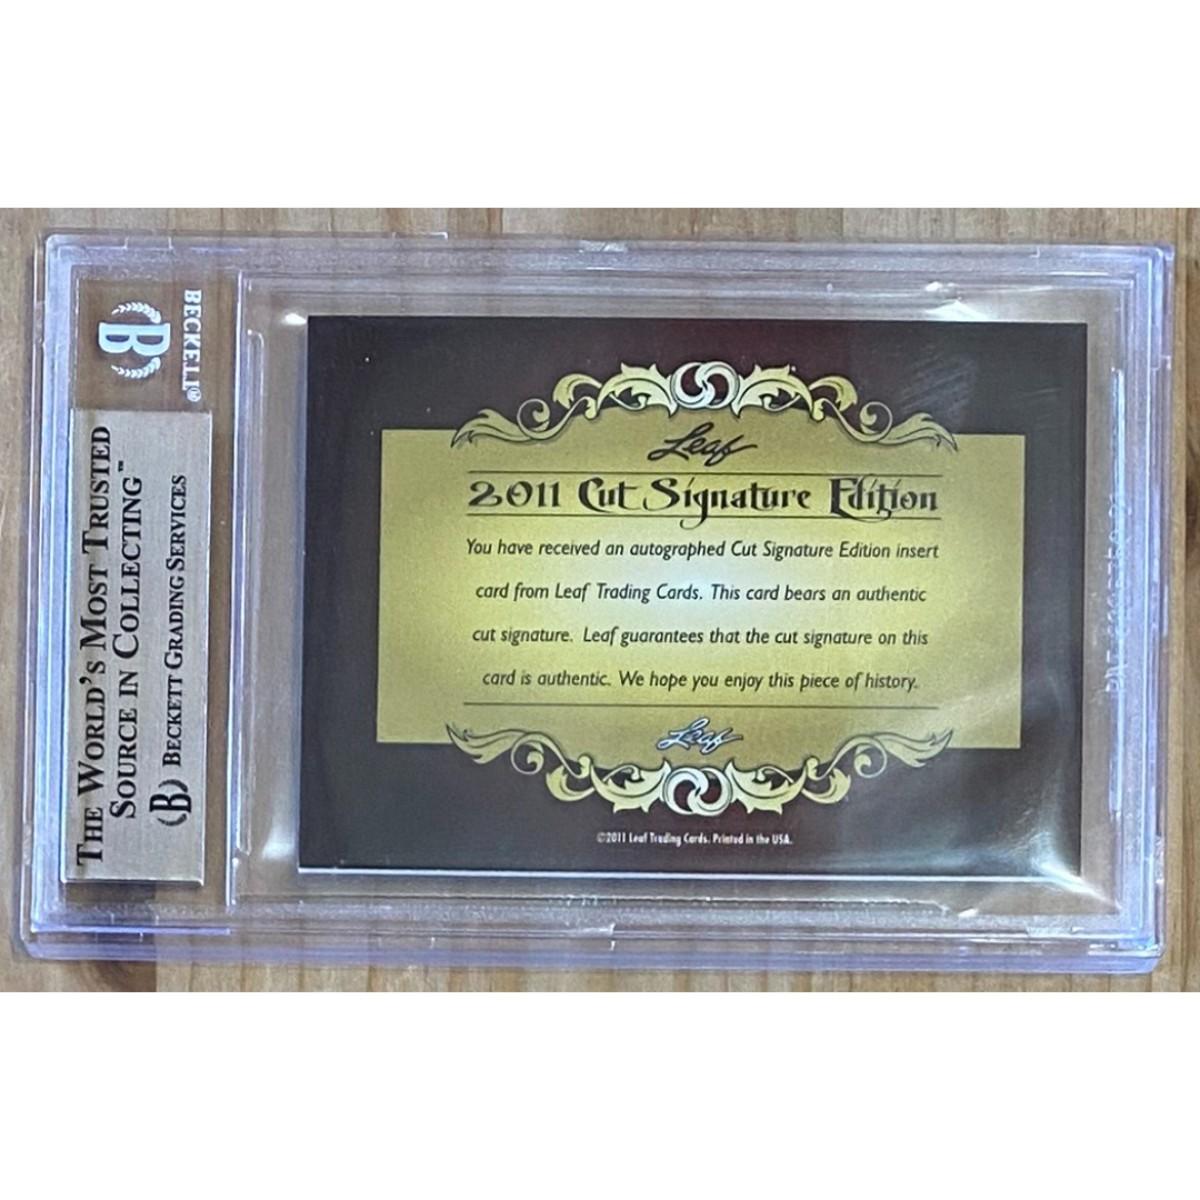 BECKETT®
B
THE WORLD'S MOST TRUSTED
SOURCE IN COLLECTING™
(B) BECKETT GRADING SERVICES
Leaf
2011 Cut Signature Edition
You have received an autographed Cut Signature Edition insert
card from Leaf Trading Cards. This card bears an authentic
cut signature. Leaf guarantees that the cut signature on this
card is authentic. We hope you enjoy this piece of history.
Leaf
©2011 Leaf Trading Cards. Printed in the USA.